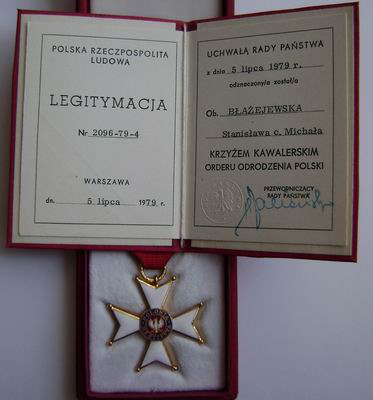 POLSKA RZECZPOSPOLITA
LUDOWA
LEGITYMACJA
Nr 2096-79-4
WARSZAWA
dn. 5 lipca 1979 r.
UCHWAŁĄ RADY PAŃSTWA
z dnia 5 lipca 1979 r.
odznaczony/a został/a
Ob. BŁAŻEJEWSKA
Stanisława c. Michała
KRZYŻEM KAWALERSKIM
ORDERU ODRODZENIA POLSKI
PRZEWODNICZĄCY
RADY PAŃSTWA